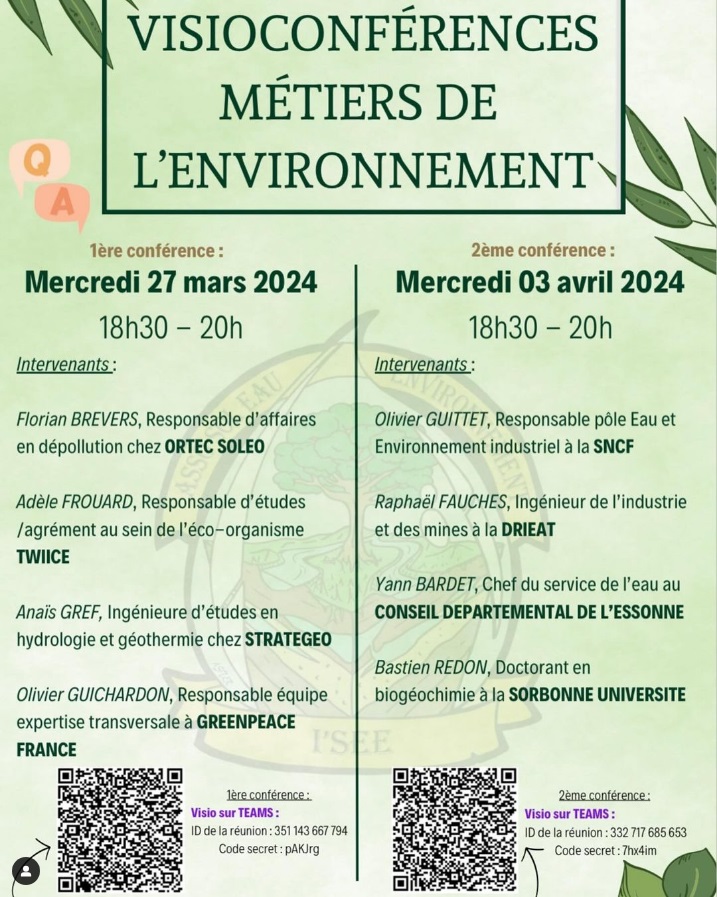 VISIOCONFÉRENCES
MÉTIERS DE
L'ENVIRONNEMENT
Q
A
1ère conférence :
Mercredi 27 mars 2024
18h30 – 20h
Intervenants :
Florian BREVERS, Responsable d'affaires
en dépollution chez ORTEC SOLEO
Adèle FROUARD, Responsable d'études
/agrément au sein de l'éco–organisme
TWIICE
Anaïs GREF, Ingénieure d'études en
hydrologie et géothermie chez STRATEGEO
Olivier GUICHARDON, Responsable équipe
expertise transversale à GREENPEACE
FRANCE
1ère conférence :
Visio sur TEAMS :
ID de la réunion : 351 143 667 794
Code secret : pAKJrg
2ème conférence :
Mercredi 03 avril 2024
18h30 – 20h
Intervenants :
Olivier GUITTET, Responsable pôle Eau et
Environnement industriel à la SNCF
Raphaël FAUCHES, Ingénieur de l'industrie
et des mines à la DRIEAT
Yann BARDET, Chef du service de l'eau au
CONSEIL DEPARTEMENTAL DE L'ESSONNE
Bastien REDON, Doctorant en
biogéochimie à la SORBONNE UNIVERSITE
2ème conférence :
Visio sur TEAMS :
ID de la réunion : 332 717 685 653
Code secret : 7hx4im
EAU
ENVIRONNEMENT
I'SEE